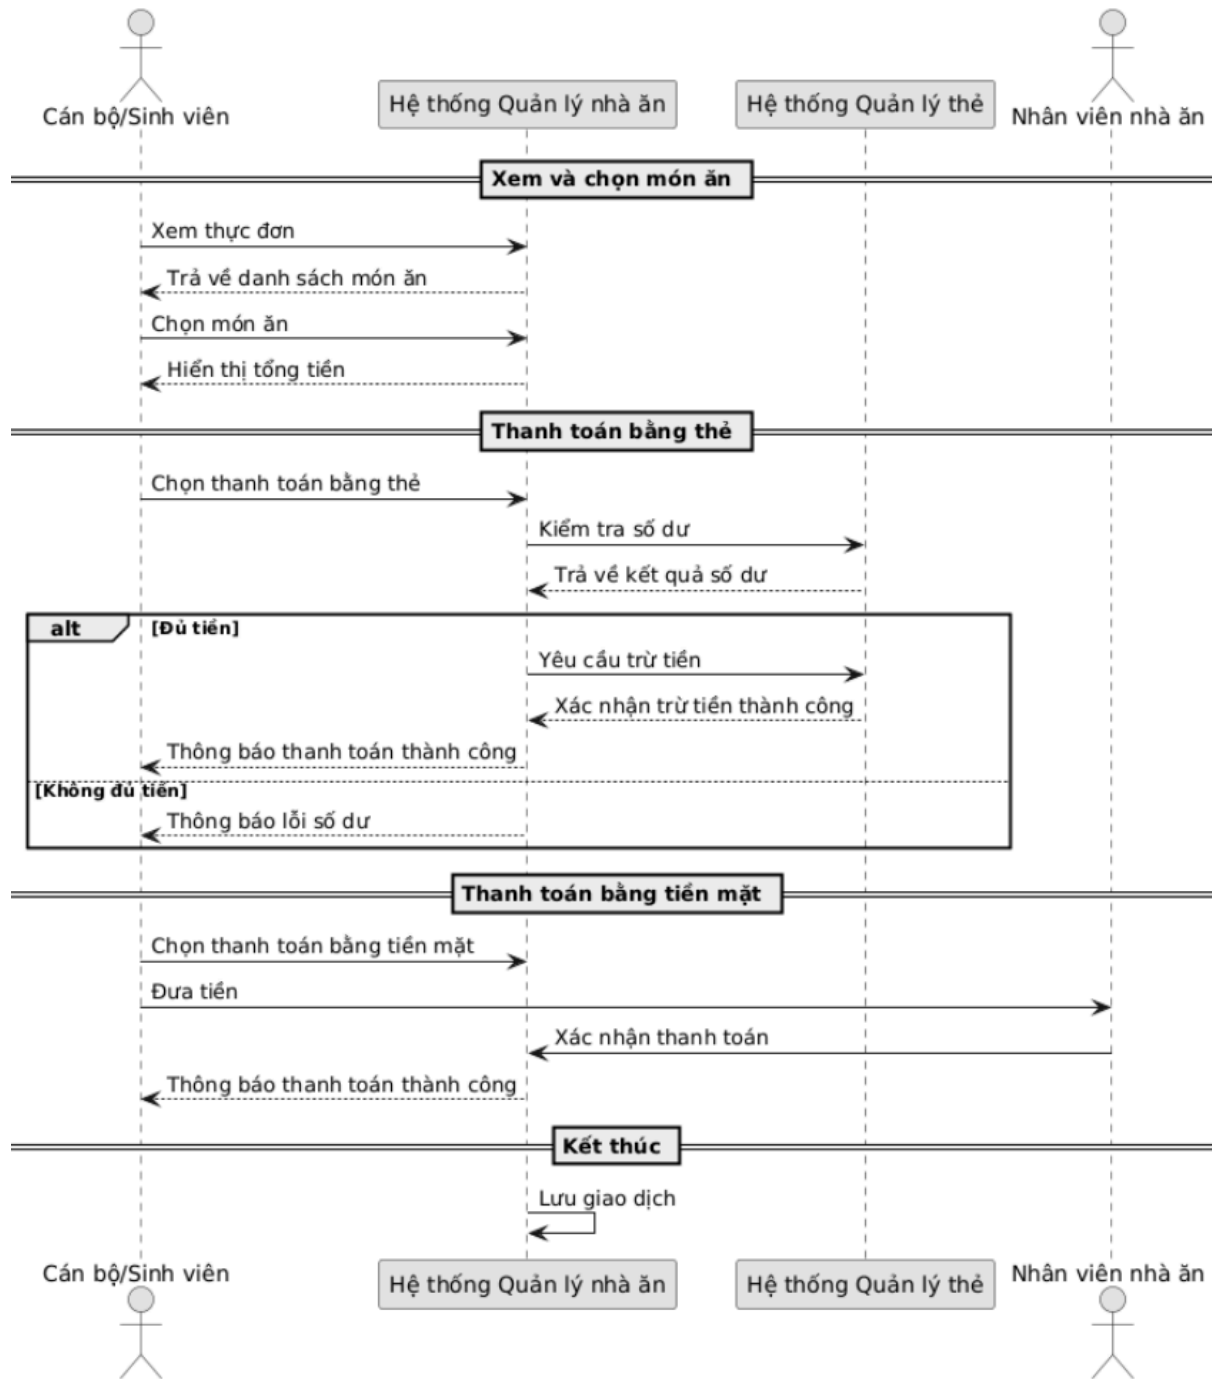 Cán bộ/Sinh viên
Hệ thống Quản lý nhà ăn
Hệ thống Quản lý thẻ
Nhân viên nhà ăn
Xem và chọn món ăn
Xem thực đơn
Trả về danh sách món ăn
Chọn món ăn
Hiển thị tổng tiền
Thanh toán bằng thẻ
Chọn thanh toán bằng thẻ
Kiểm tra số dư
Trả về kết quả số dư
alt
[Đủ tiền]
Yêu cầu trừ tiền
Xác nhận trừ tiền thành công
Thông báo thanh toán thành công
[Không đủ tiền]
Thông báo lỗi số dư
Thanh toán bằng tiền mặt
Chọn thanh toán bằng tiền mặt
Đưa tiền
Xác nhận thanh toán
Thông báo thanh toán thành công
Kết thúc
Lưu giao dịch
Cán bộ/Sinh viên
Hệ thống Quản lý nhà ăn
Hệ thống Quản lý thẻ
Nhân viên nhà ăn